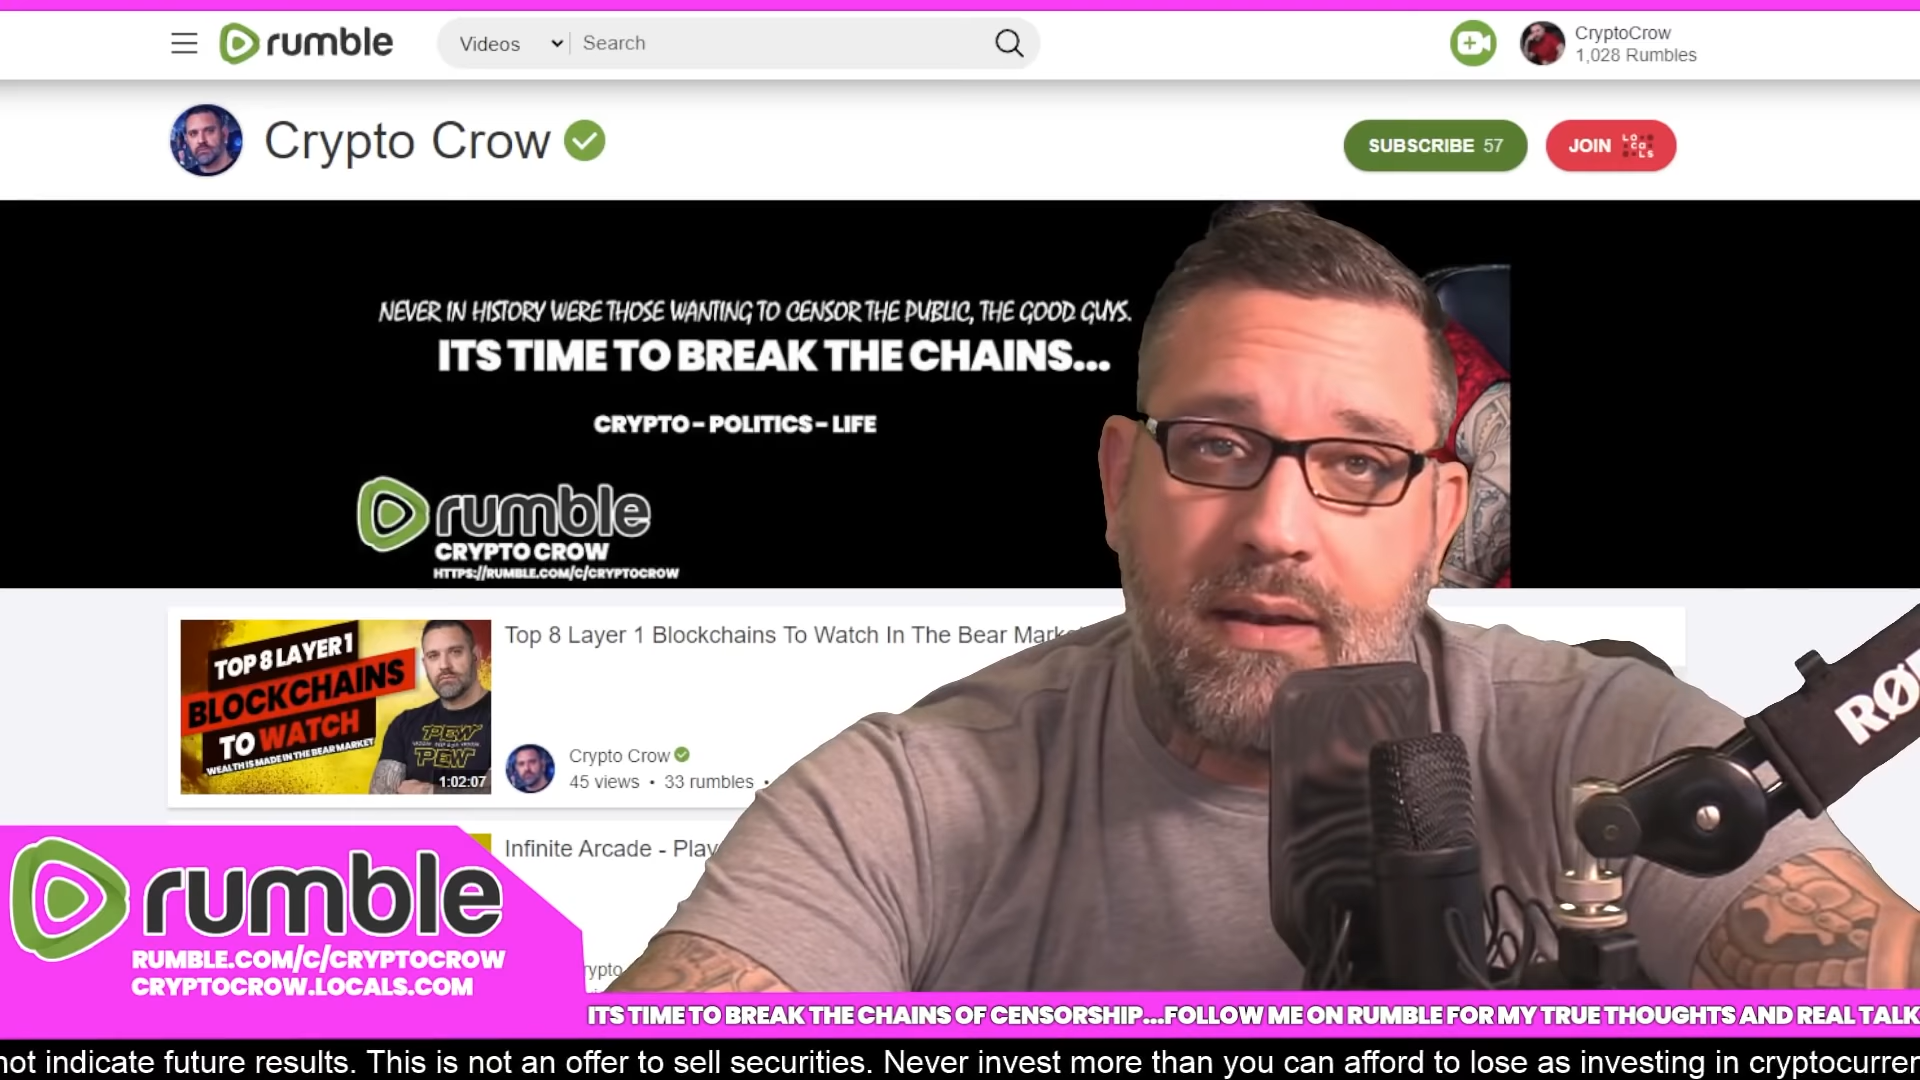 rumble
Videos
Search
CryptoCrow
1,028 Rumbles
Crypto Crow
SUBSCRIBE 57
JOIN LOCALS
NEVER IN HISTORY WERE THOSE WANTING TO CENSOR THE PUBLIC, THE GOOD GUYS.
ITS TIME TO BREAK THE CHAINS...
CRYPTO - POLITICS - LIFE
rumble
CRYPTO CROW
HTTPS://RUMBLE.COM/C/CRYPTOCROW
TOP 8 LAYER 1
BLOCKCHAINS
TO WATCH
WEALTH IS MADE IN THE BEAR MARKET
PEW
PEW
1:02:07
Top 8 Layer 1 Blockchains To Watch In The Bear Marke
Crypto Crow
45 views • 33 rumbles •
Infinite Arcade - Play
rypto
RØ
rumble
RUMBLE.COM/C/CRYPTOCROW
CRYPTOCROW.LOCALS.COM
ITS TIME TO BREAK THE CHAINS OF CENSORSHIP...FOLLOW ME ON RUMBLE FOR MY TRUE THOUGHTS AND REAL TALK
not indicate future results. This is not an offer to sell securities. Never invest more than you can afford to lose as investing in cryptocurren